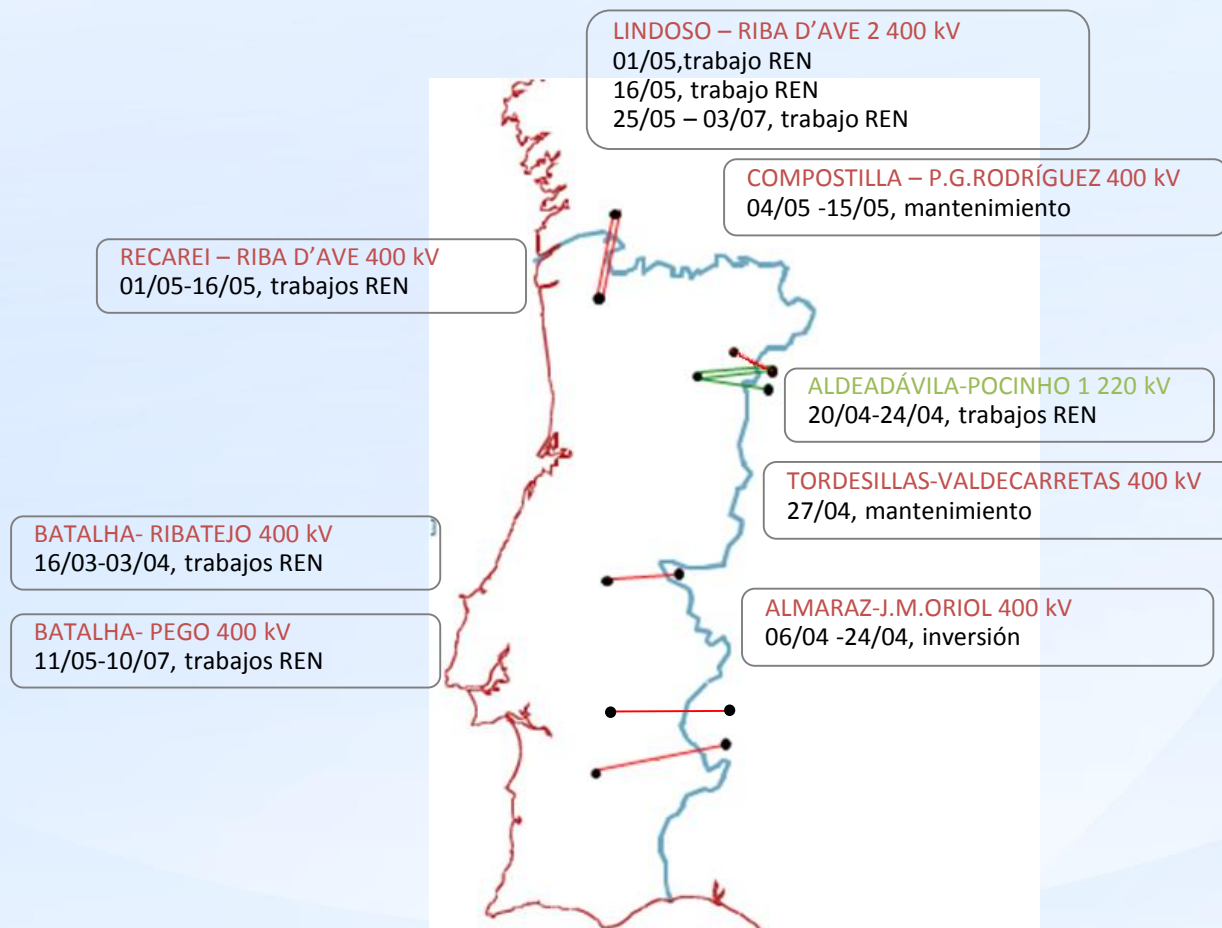 LINDOSO – RIBA D’AVE 2 400 kV
01/05,trabajo REN
16/05, trabajo REN
25/05 – 03/07, trabajo REN
COMPOSTILLA – P.G.RODRÍGUEZ 400 kV
04/05 -15/05, mantenimiento
RECAREI – RIBA D’AVE 400 kV
01/05-16/05, trabajos REN
ALDEADÁVILA-POCINHO 1 220 kV
20/04-24/04, trabajos REN
TORDESILLAS-VALDECARRETAS 400 kV
27/04, mantenimiento
BATALHA- RIBATEJO 400 kV
16/03-03/04, trabajos REN
ALMARAZ-J.M.ORIOL 400 kV
06/04 -24/04, inversión
BATALHA- PEGO 400 kV
11/05-10/07, trabajos REN